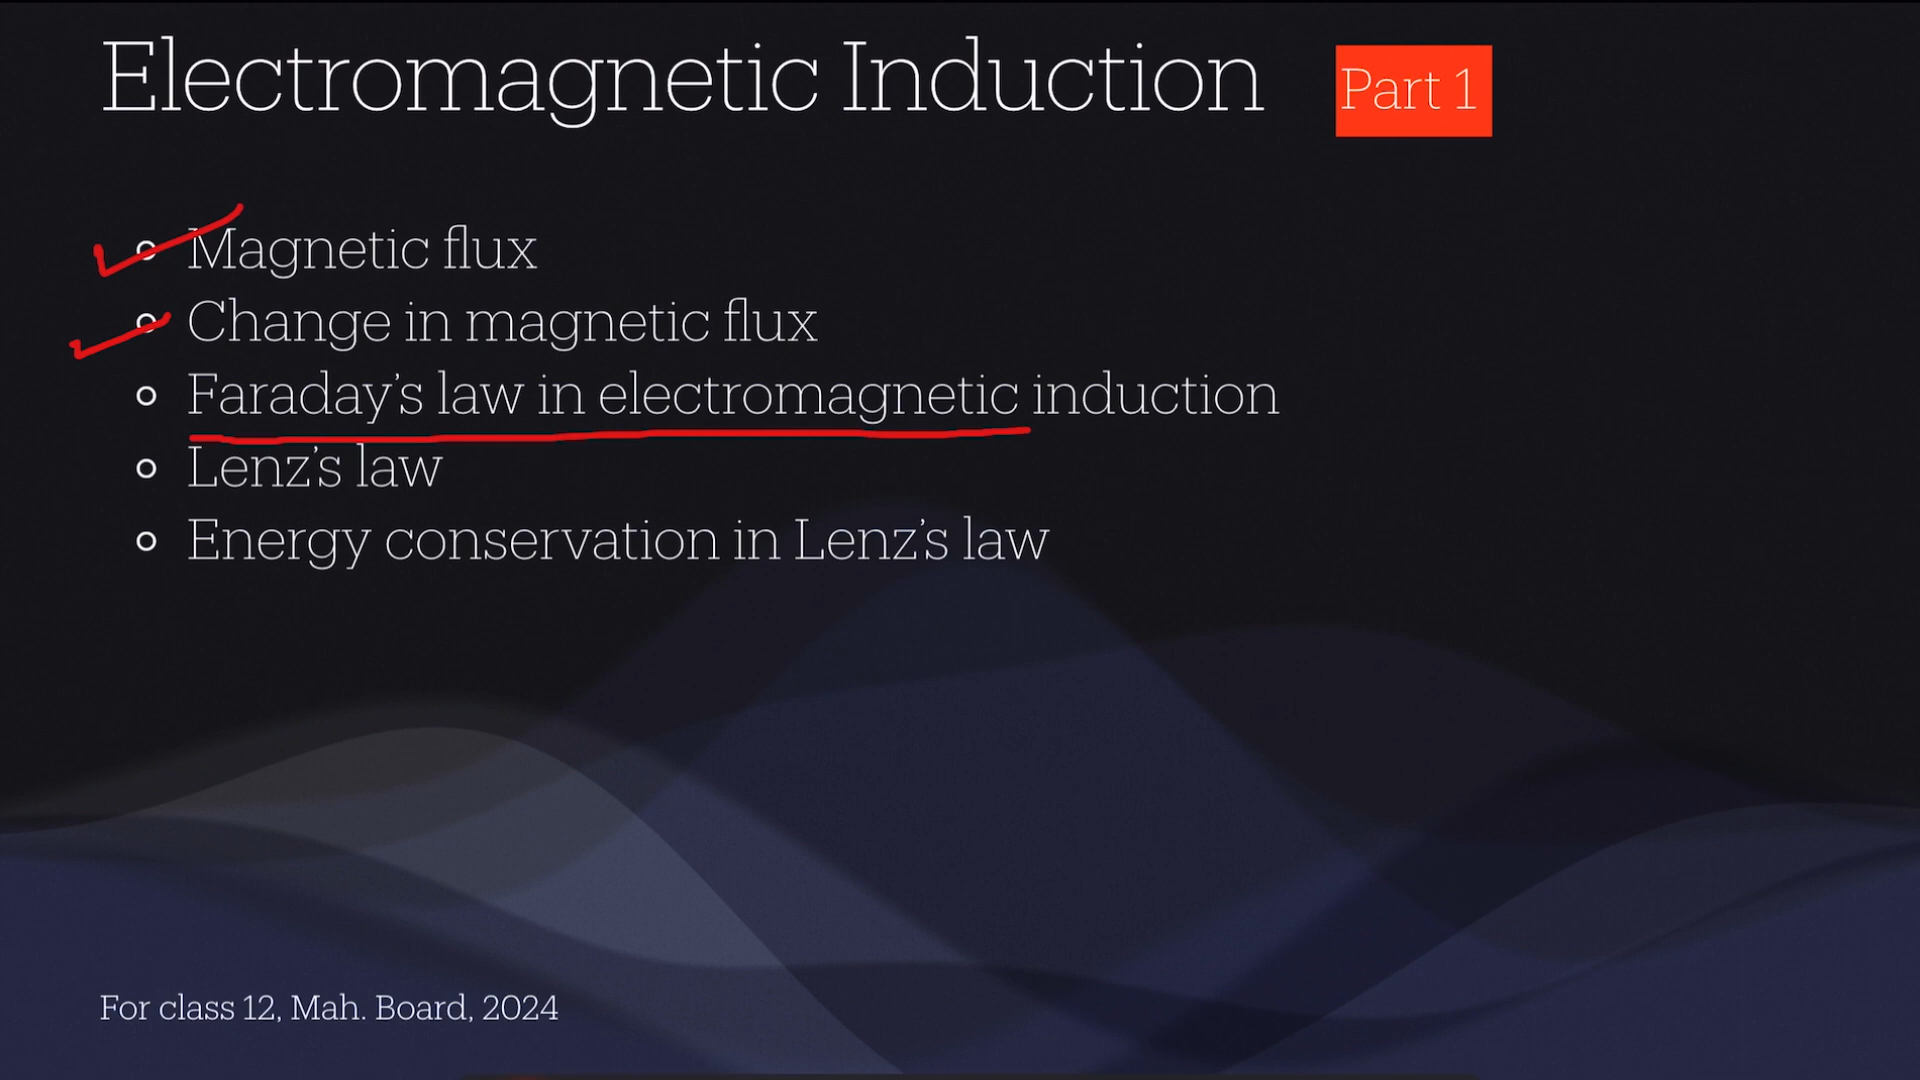 Electromagnetic Induction Part 1
Magnetic flux
Change in magnetic flux
Faraday's law in electromagnetic induction
Lenz's law
Energy conservation in Lenz's law
For class 12, Mah. Board, 2024